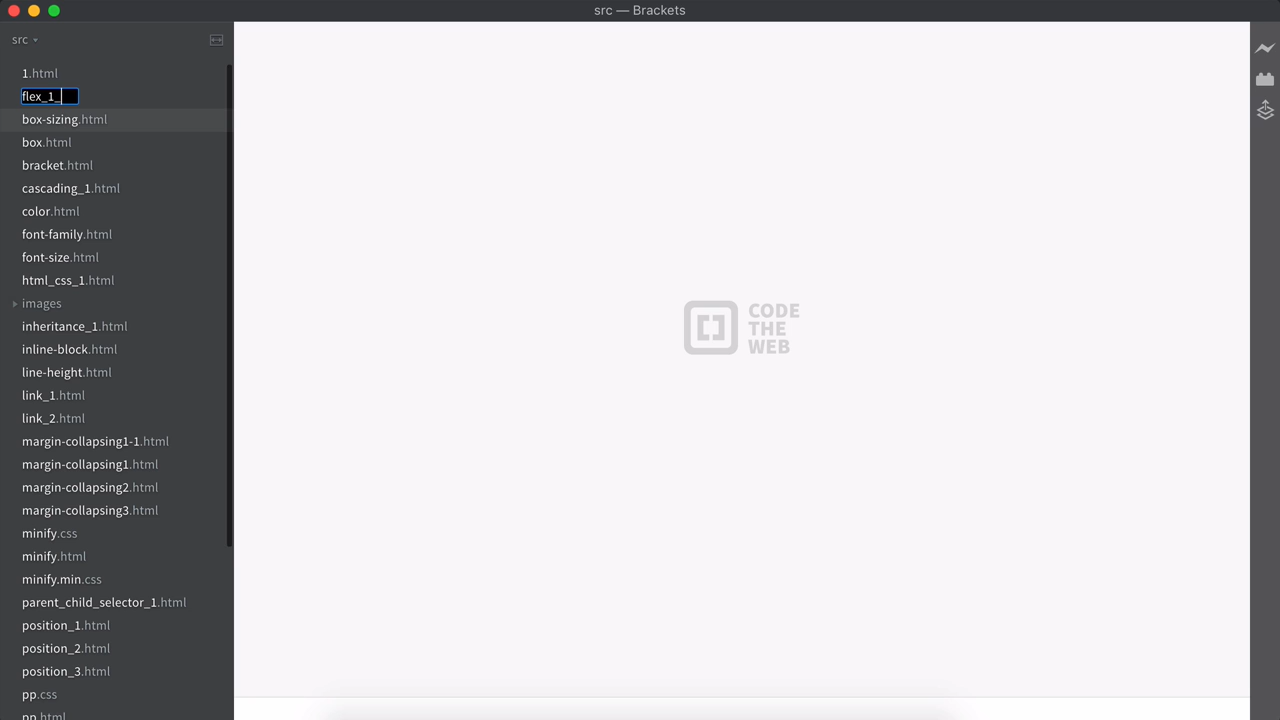 src — Brackets
src
1.html
flex_1_
box-sizing.html
box.html
bracket.html
cascading_1.html
color.html
font-family.html
font-size.html
html_css_1.html
images
inheritance_1.html
inline-block.html
line-height.html
link_1.html
link_2.html
margin-collapsing1-1.html
margin-collapsing1.html
margin-collapsing2.html
margin-collapsing3.html
minify.css
minify.html
minify.min.css
parent_child_selector_1.html
position_1.html
position_2.html
position_3.html
pp.css
pp.html
CODE
THE
WEB